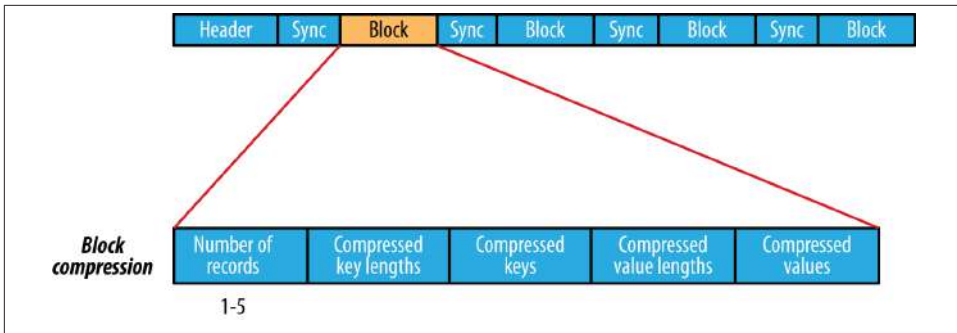 Header Sync Block Sync Block Sync Block Sync Block
Block compression
Number of records
Compressed key lengths
Compressed keys
Compressed value lengths
Compressed values
1-5